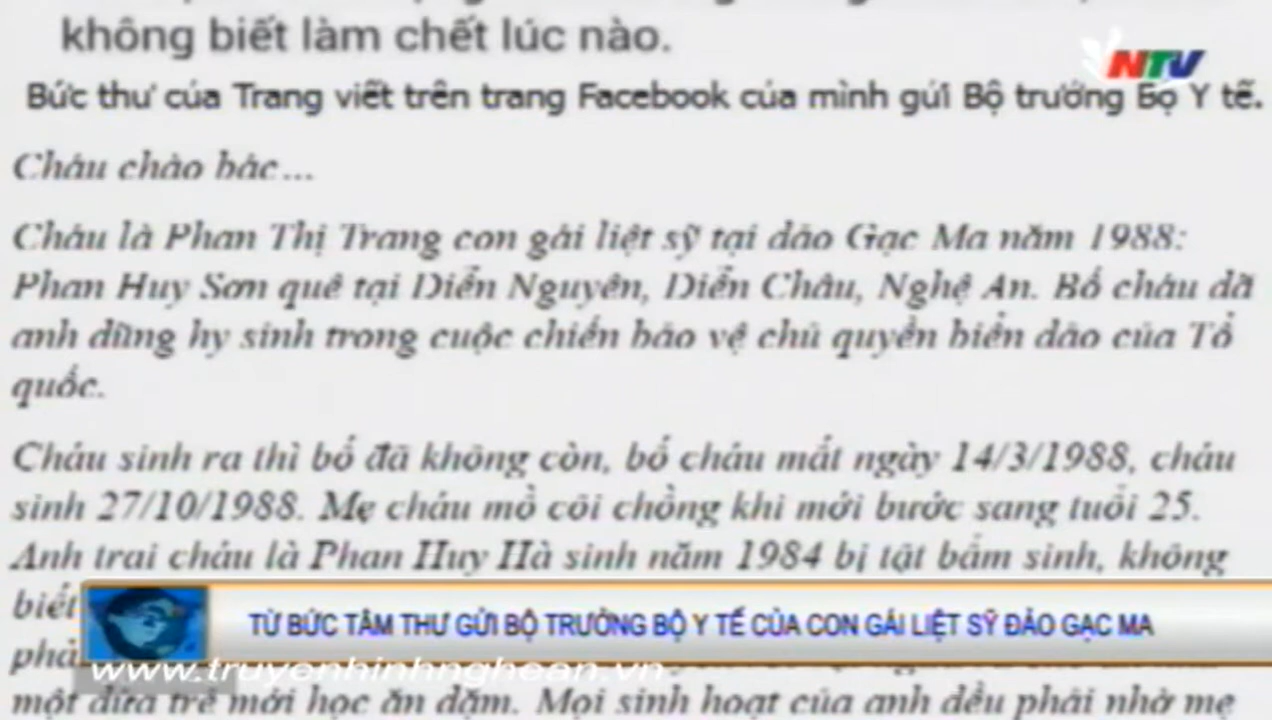 không biết làm chết lúc nào.
NTV
Bức thư của Trang viết trên trang Facebook của mình gửi Bộ trưởng Bộ Y tế.
Cháu chào bác...
Cháu là Phan Thị Trang con gái liệt sỹ tại đảo Gạc Ma năm 1988:
Phan Huy Sơn quê tại Diễn Nguyên, Diễn Châu, Nghệ An. Bố cháu đã
anh dũng hy sinh trong cuộc chiến bảo vệ chủ quyền biển đảo của Tổ
quốc.
Cháu sinh ra thì bố đã không còn, bố cháu mất ngày 14/3/1988, cháu
sinh 27/10/1988. Mẹ cháu mồ côi chồng khi mới bước sang tuổi 25.
Anh trai cháu là Phan Huy Hà sinh năm 1984 bị tật bẩm sinh, không
biết
TỪ BỨC TÂM THƯ GỬI BỘ TRƯỞNG BỘ Y TẾ CỦA CON GÁI LIỆT SỸ ĐẢO GẠC MA
www.truyenhinhnghean.vn
một đứa trẻ mới học ăn dặm. Mọi sinh hoạt của anh đều phải nhờ mẹ